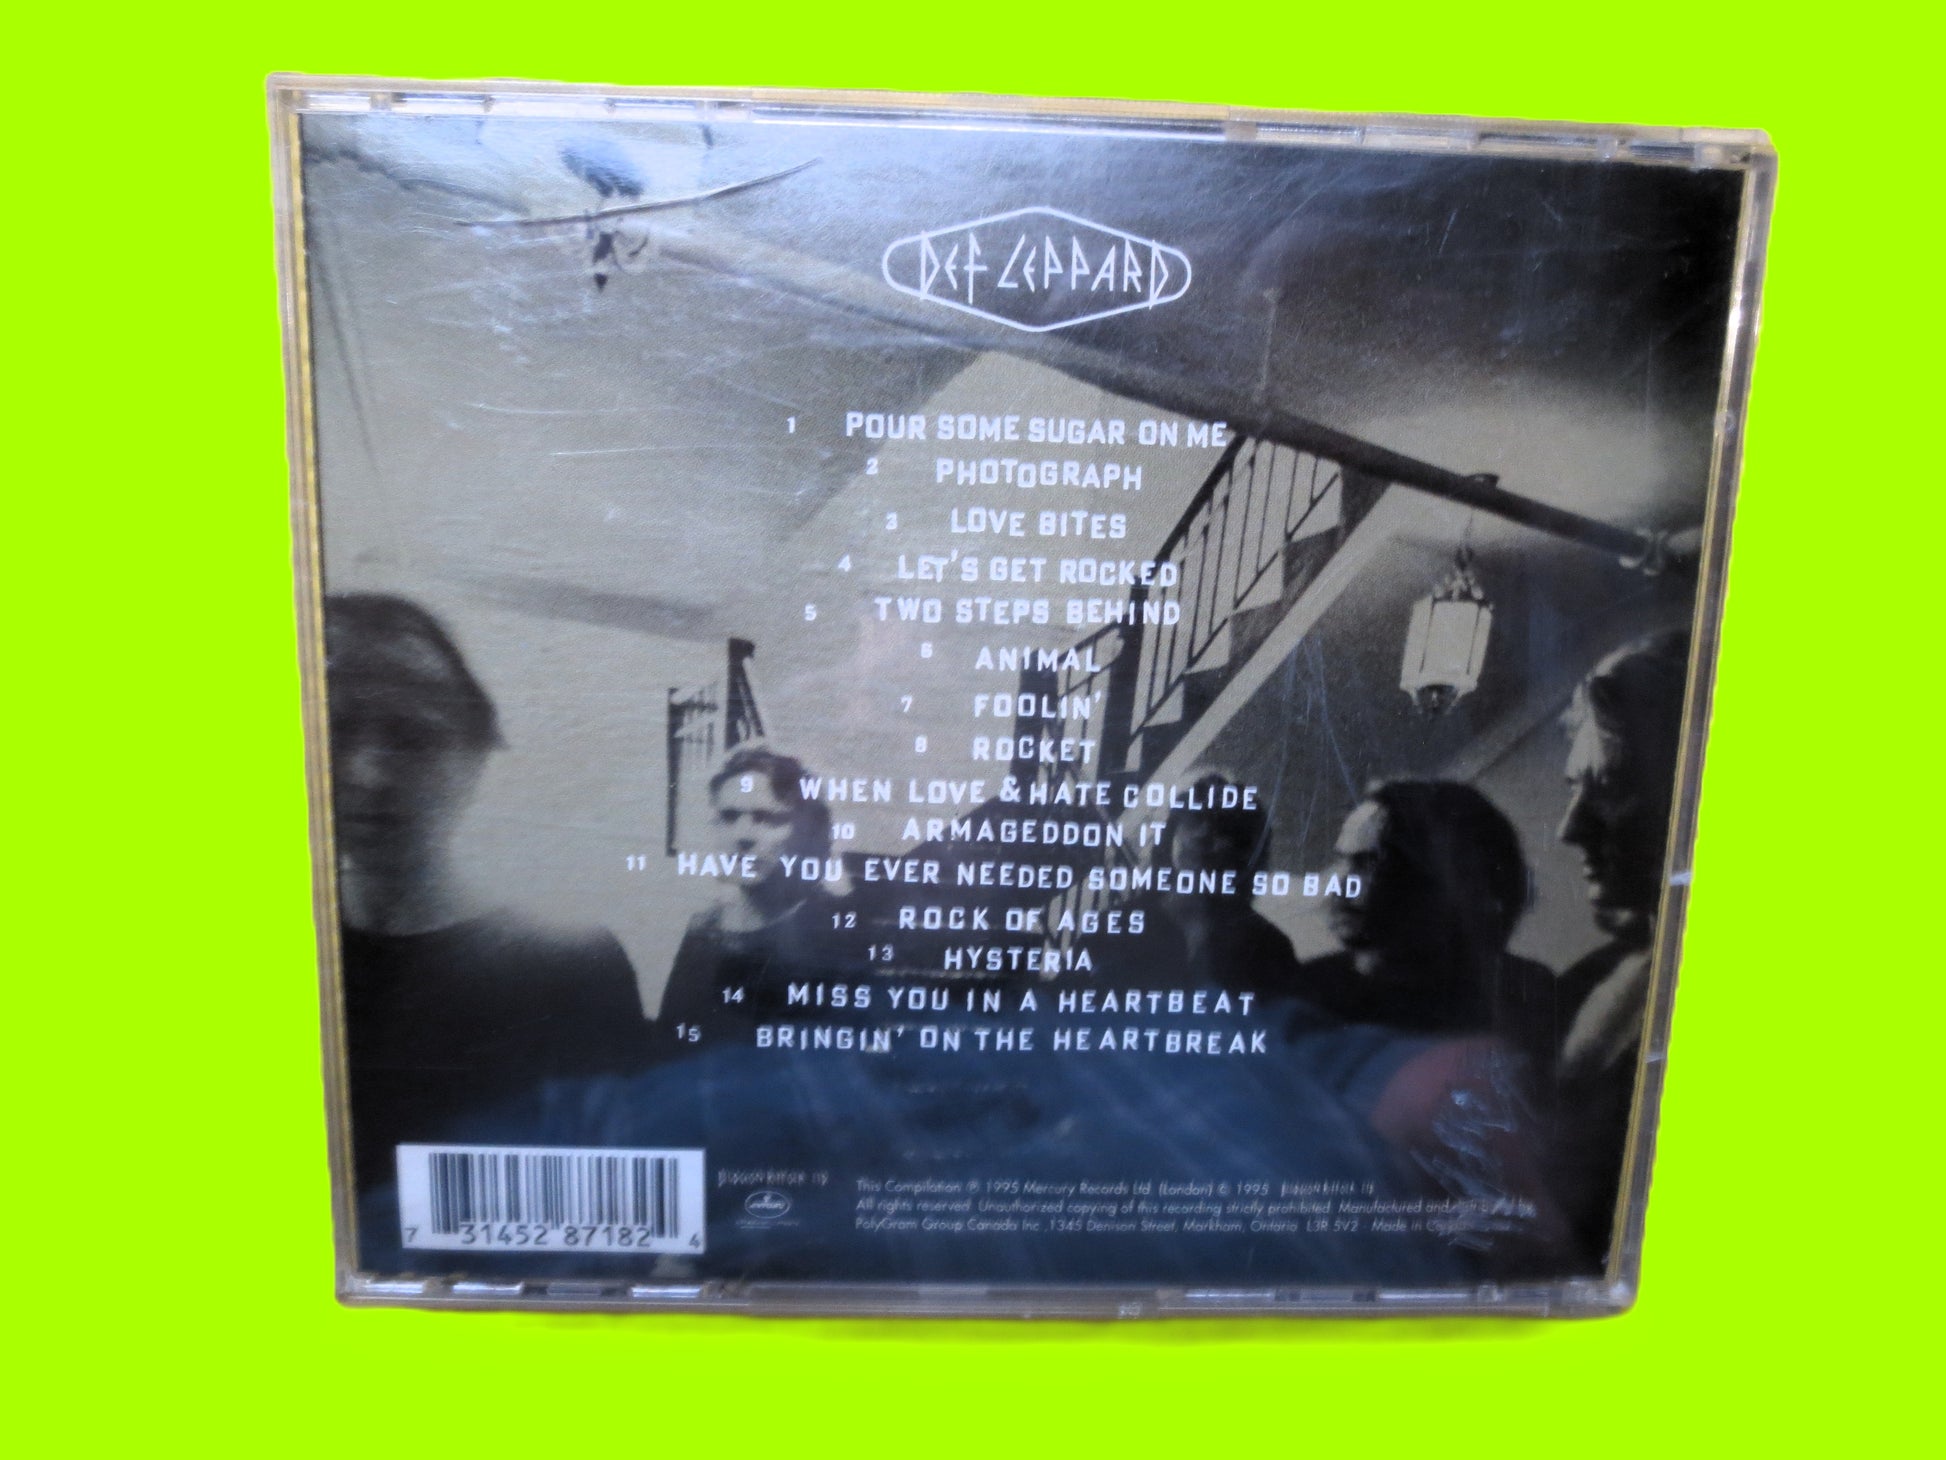 DEF LEPPARD
1 POUR SOME SUGAR ON ME
2 PHOTOGRAPH
3 LOVE BITES
4 LET'S GET ROCKED
5 TWO STEPS BEHIND
6 ANIMAL
7 FOOLIN'
8 ROCKET
9 WHEN LOVE & HATE COLLIDE
10 ARMAGEDDON IT
11 HAVE YOU EVER NEEDED SOMEONE SO BAD
12 ROCK OF AGES
13 HYSTERIA
14 MISS YOU IN A HEARTBEAT
15 BRINGIN' ON THE HEARTBREAK
7 31452 87182 4
This Compilation ℗ 1995 Mercury Records Ltd. (London) © 1995
All rights reserved. Unauthorized copying of this recording strictly prohibited. Manufactured and by
PolyGram Group Canada Inc., 1345 Denison Street, Markham, Ontario L3R 5V2 Made in